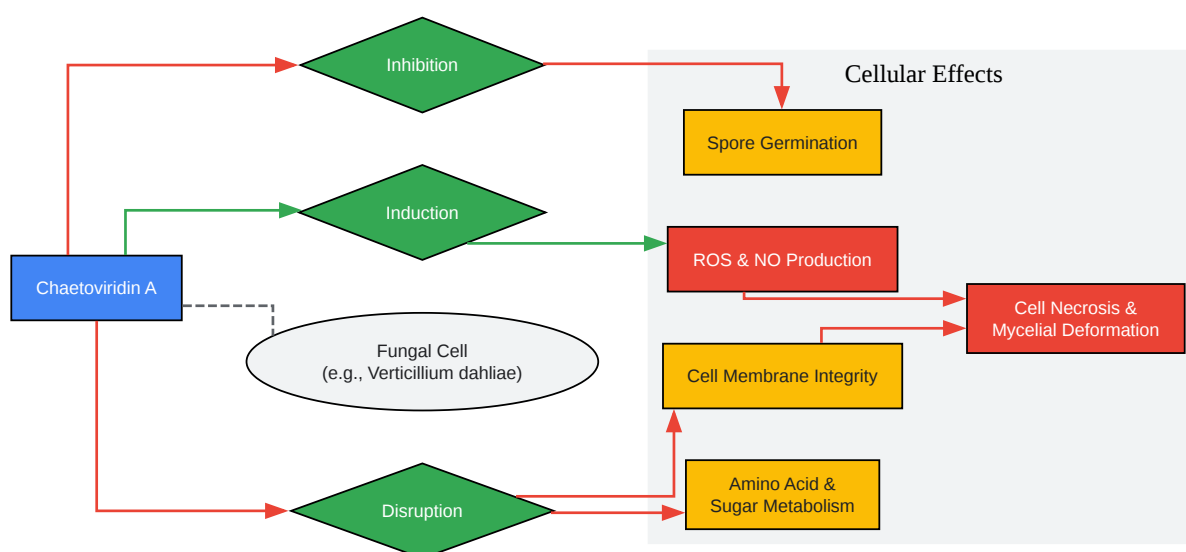 Inhibition
Cellular Effects
Spore Germination
Induction
ROS & NO Production
Chaetoviridin A
Cell Necrosis &
Mycelial Deformation
Fungal Cell
(e.g., Verticillium dahliae)
Cell Membrane Integrity
Amino Acid &
Sugar Metabolism
Disruption